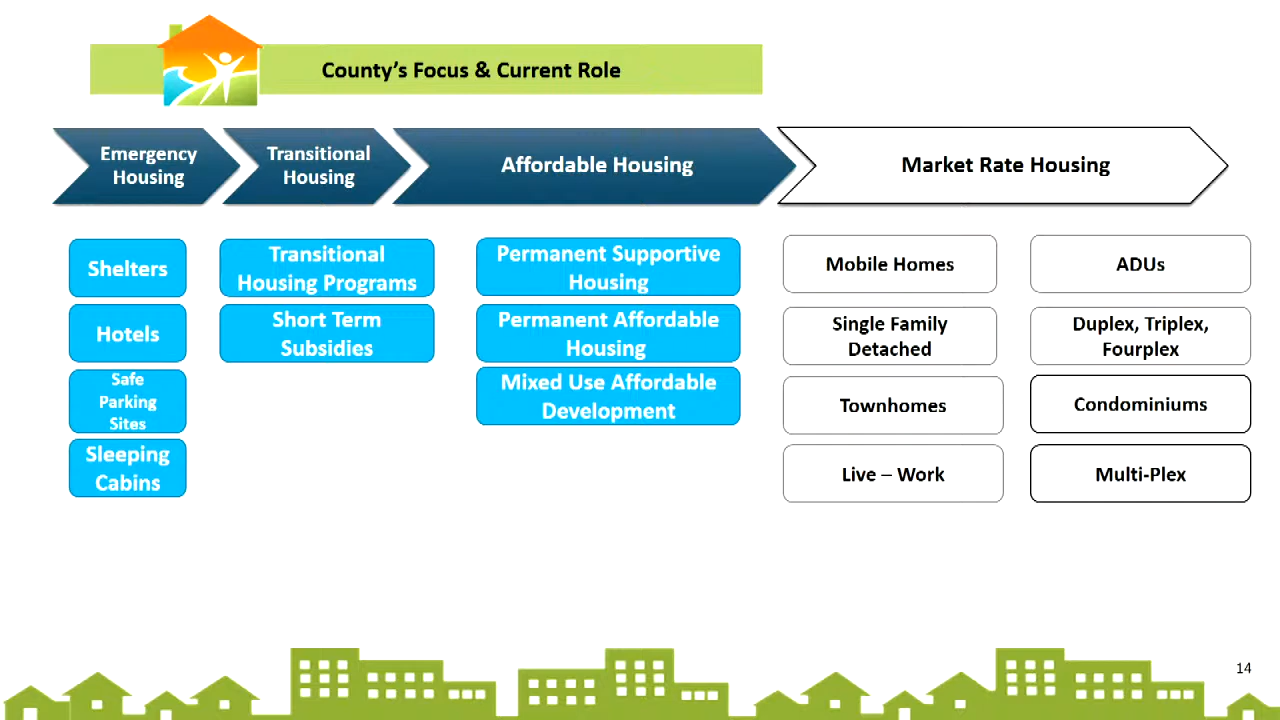 County’s Focus & Current Role
Emergency
Housing
Transitional
Housing
Affordable Housing
Market Rate Housing
Shelters
Hotels
Safe
Parking
Sites
Sleeping
Cabins
Transitional
Housing Programs
Short Term
Subsidies
Permanent Supportive
Housing
Permanent Affordable
Housing
Mixed Use Affordable
Development
Mobile Homes
Single Family
Detached
Townhomes
Live – Work
ADUs
Duplex, Triplex,
Fourplex
Condominiums
Multi-Plex
14